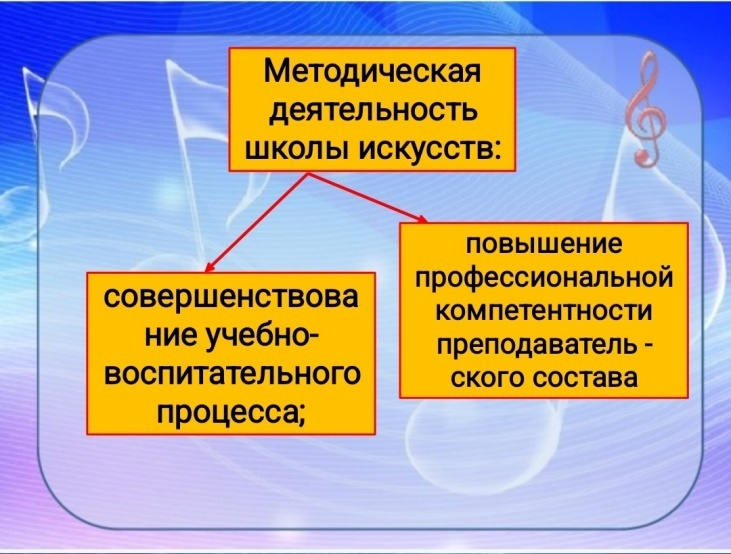 Методическая
деятельность
школы искусств:
совершенствова
ние учебно-
воспитательного
процесса;
повышение
профессиональной
компетентности
преподаватель -
ского состава